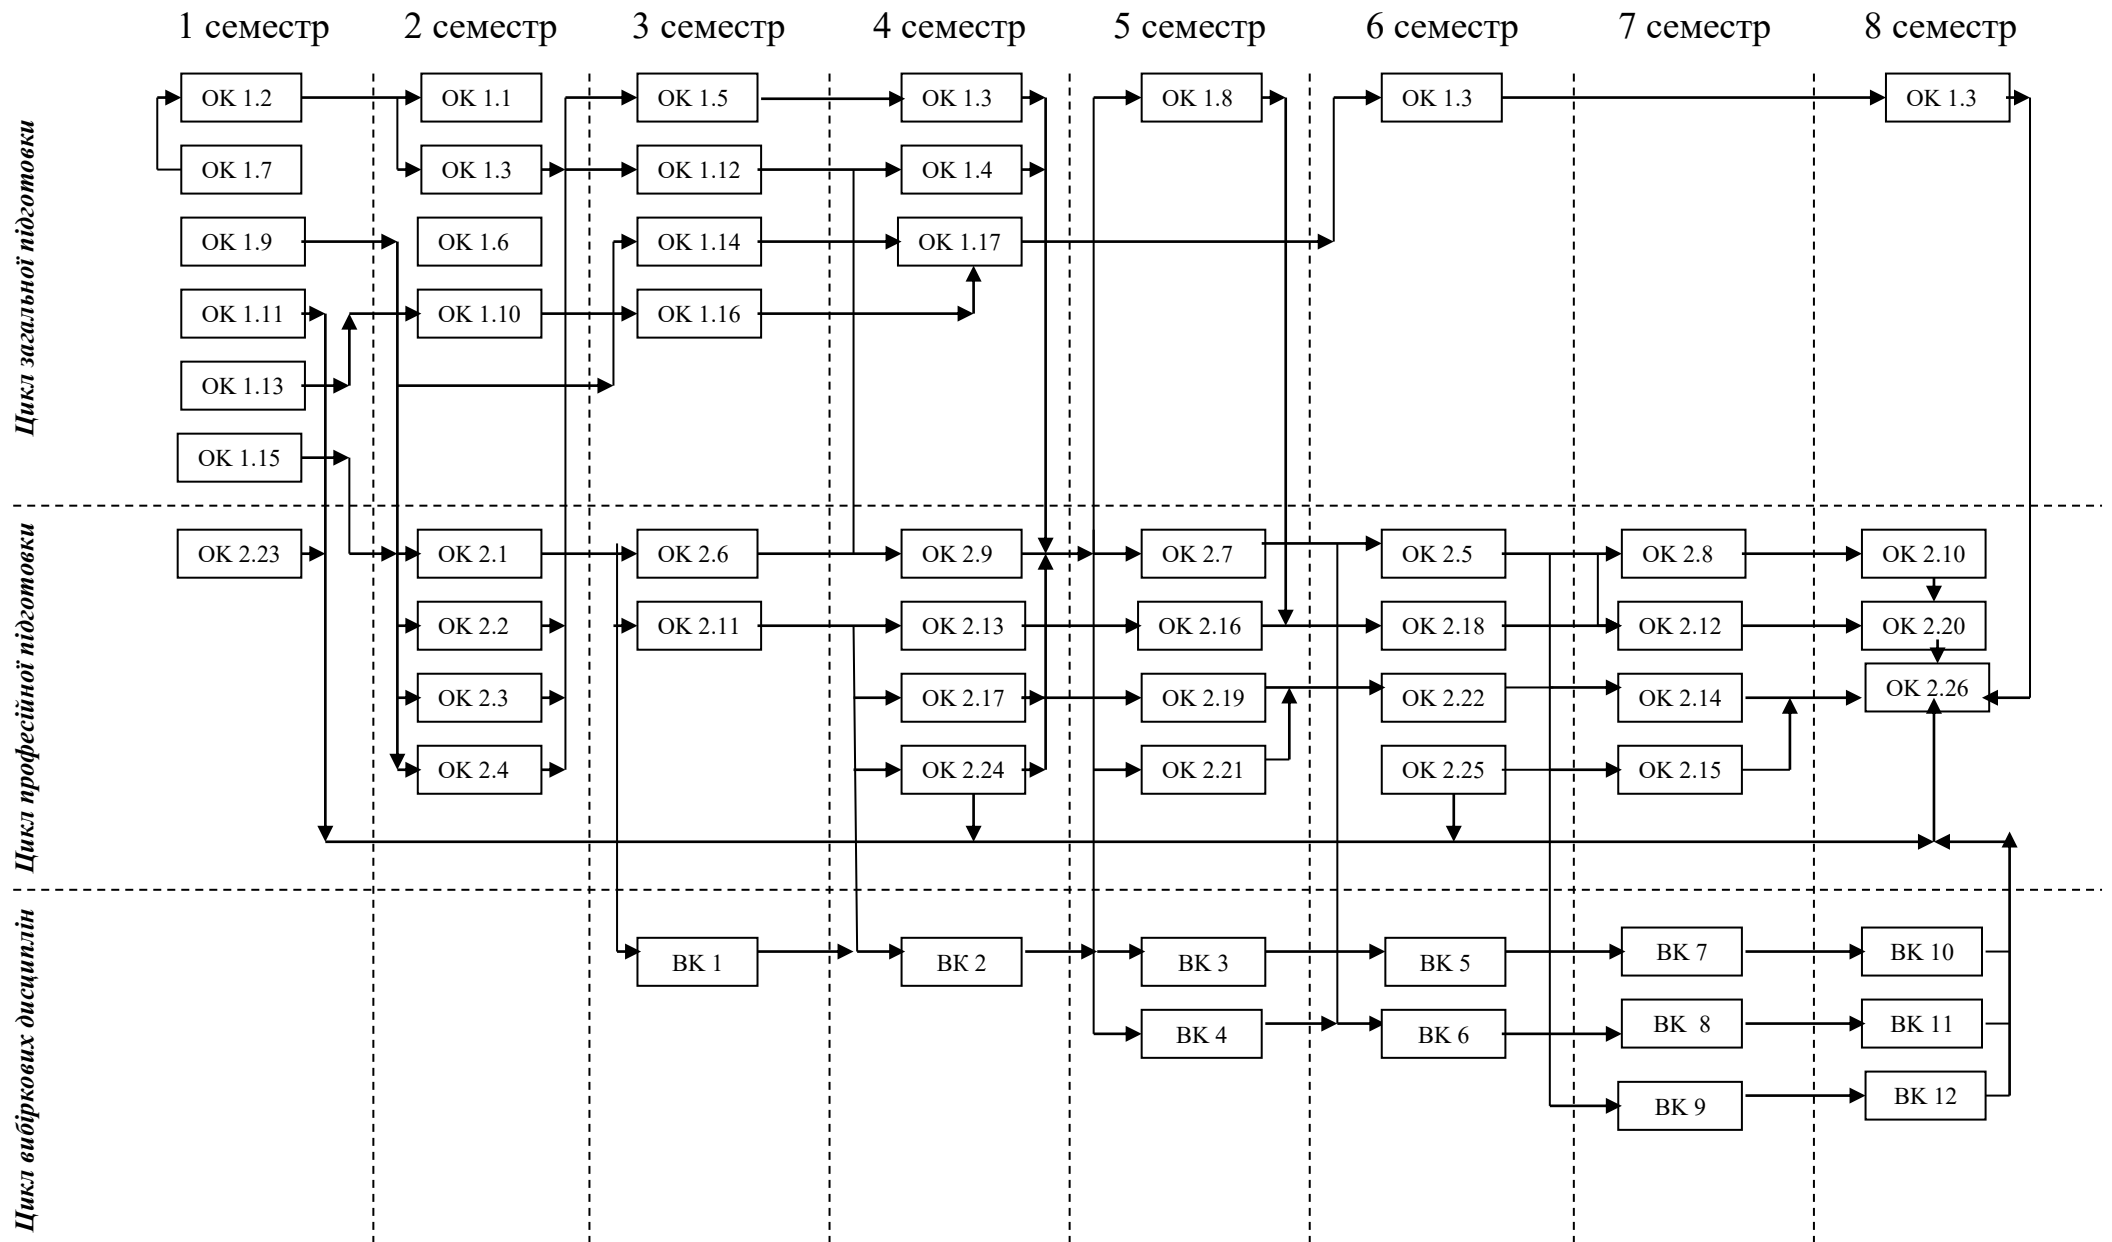 1 семестр 2 семестр 3 семестр 4 семестр 5 семестр 6 семестр 7 семестр 8 семестр
Цикл загальної підготовки
ОК 1.2 ОК 1.1 ОК 1.5 ОК 1.3 ОК 1.8 ОК 1.3 ОК 1.3
ОК 1.7 ОК 1.3 ОК 1.12 ОК 1.4
ОК 1.9 ОК 1.6 ОК 1.14 ОК 1.17
ОК 1.11 ОК 1.10 ОК 1.16
ОК 1.13
ОК 1.15
Цикл професійної підготовки
ОК 2.23 ОК 2.1 ОК 2.6 ОК 2.9 ОК 2.7 ОК 2.5 ОК 2.8 ОК 2.10
ОК 2.2 ОК 2.11 ОК 2.13 ОК 2.16 ОК 2.18 ОК 2.12 ОК 2.20
ОК 2.3 ОК 2.17 ОК 2.19 ОК 2.22 ОК 2.14 ОК 2.26
ОК 2.4 ОК 2.24 ОК 2.21 ОК 2.25 ОК 2.15
Цикл вибіркових дисциплін
ВК 1 ВК 2 ВК 3 ВК 5 ВК 7 ВК 10
ВК 4 ВК 6 ВК 8 ВК 11
ВК 9 ВК 12